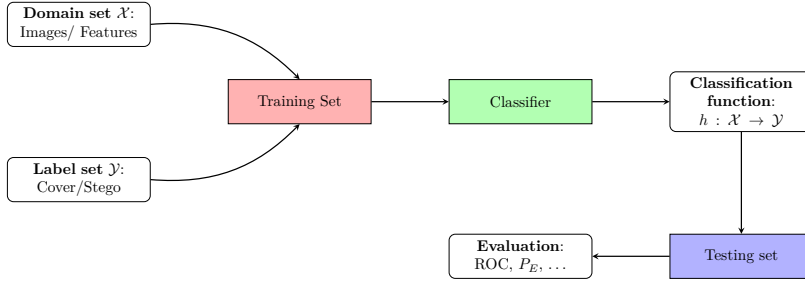 Domain set 𝒳:
Images/ Features
Training Set
Classifier
Classification
function:
h : 𝒳 → 𝒴
Label set 𝒴:
Cover/Stego
Evaluation:
ROC, P_E, …
Testing set